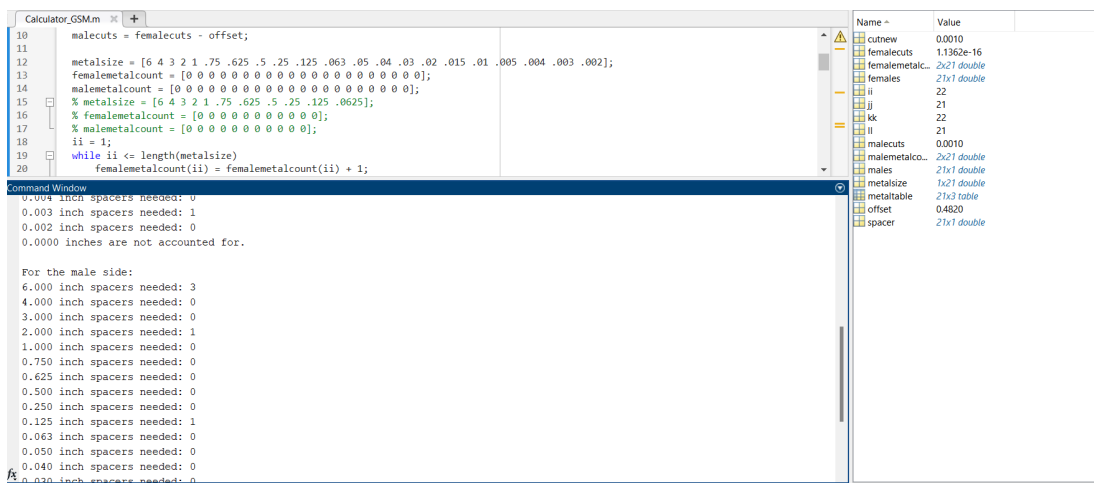 Calculator_GSM.m × +
10 malecuts = femalecuts - offset;
11
12 metalsize = [6 4 3 2 1 .75 .625 .5 .25 .125 .063 .05 .04 .03 .02 .015 .01 .005 .004 .003 .002];
13 femalemetalcount = [0 0 0 0 0 0 0 0 0 0 0 0 0 0 0 0 0 0 0 0 0];
14 malemetalcount = [0 0 0 0 0 0 0 0 0 0 0 0 0 0 0 0 0 0 0 0 0];
15 % metalsize = [6 4 3 2 1 .75 .625 .5 .25 .125 .0625];
16 % femalemetalcount = [0 0 0 0 0 0 0 0 0 0 0];
17 % malemetalcount = [0 0 0 0 0 0 0 0 0 0 0];
18 ii = 1;
19 while ii <= length(metalsize)
20 femalemetalcount(ii) = femalemetalcount(ii) + 1;
Command Window
0.004 inch spacers needed: 0
0.003 inch spacers needed: 1
0.002 inch spacers needed: 0
0.0000 inches are not accounted for.
For the male side:
6.000 inch spacers needed: 3
4.000 inch spacers needed: 0
3.000 inch spacers needed: 0
2.000 inch spacers needed: 1
1.000 inch spacers needed: 0
0.750 inch spacers needed: 0
0.625 inch spacers needed: 0
0.500 inch spacers needed: 0
0.250 inch spacers needed: 0
0.125 inch spacers needed: 1
0.063 inch spacers needed: 0
0.050 inch spacers needed: 0
0.040 inch spacers needed: 0
fx 0.030 inch spacers needed: 0
Name Value
cutnew 0.0010
femalecuts 1.1362e-16
femalemetalc... 2x21 double
females 21x1 double
ii 22
jj 21
kk 22
ll 21
malecuts 0.0010
malemetalco... 2x21 double
males 21x1 double
metalsize 1x21 double
metaltable 21x3 table
offset 0.4820
spacer 21x1 double